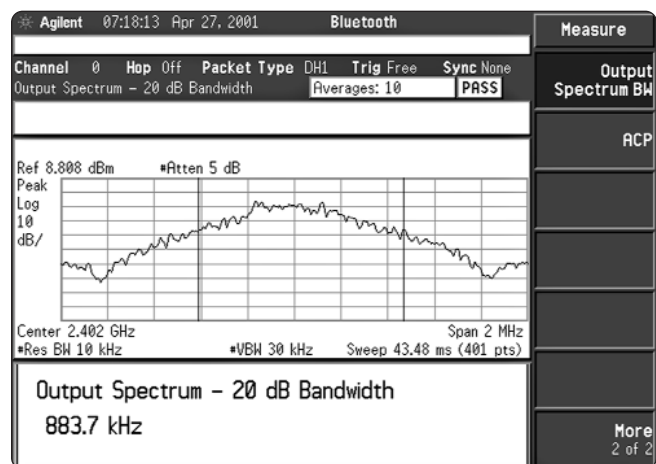 Agilent 07:18:13 Apr 27, 2001 Bluetooth
Measure
Channel 0 Hop Off Packet Type DH1 Trig Free Sync None
Output Spectrum – 20 dB Bandwidth Averages: 10 PASS
Output
Spectrum BW
ACP
Ref 8.808 dBm #Atten 5 dB
Peak
Log
10
dB/
Center 2.402 GHz Span 2 MHz
#Res BW 10 kHz #VBW 30 kHz Sweep 43.48 ms (401 pts)
Output Spectrum – 20 dB Bandwidth
883.7 kHz
More
2 of 2